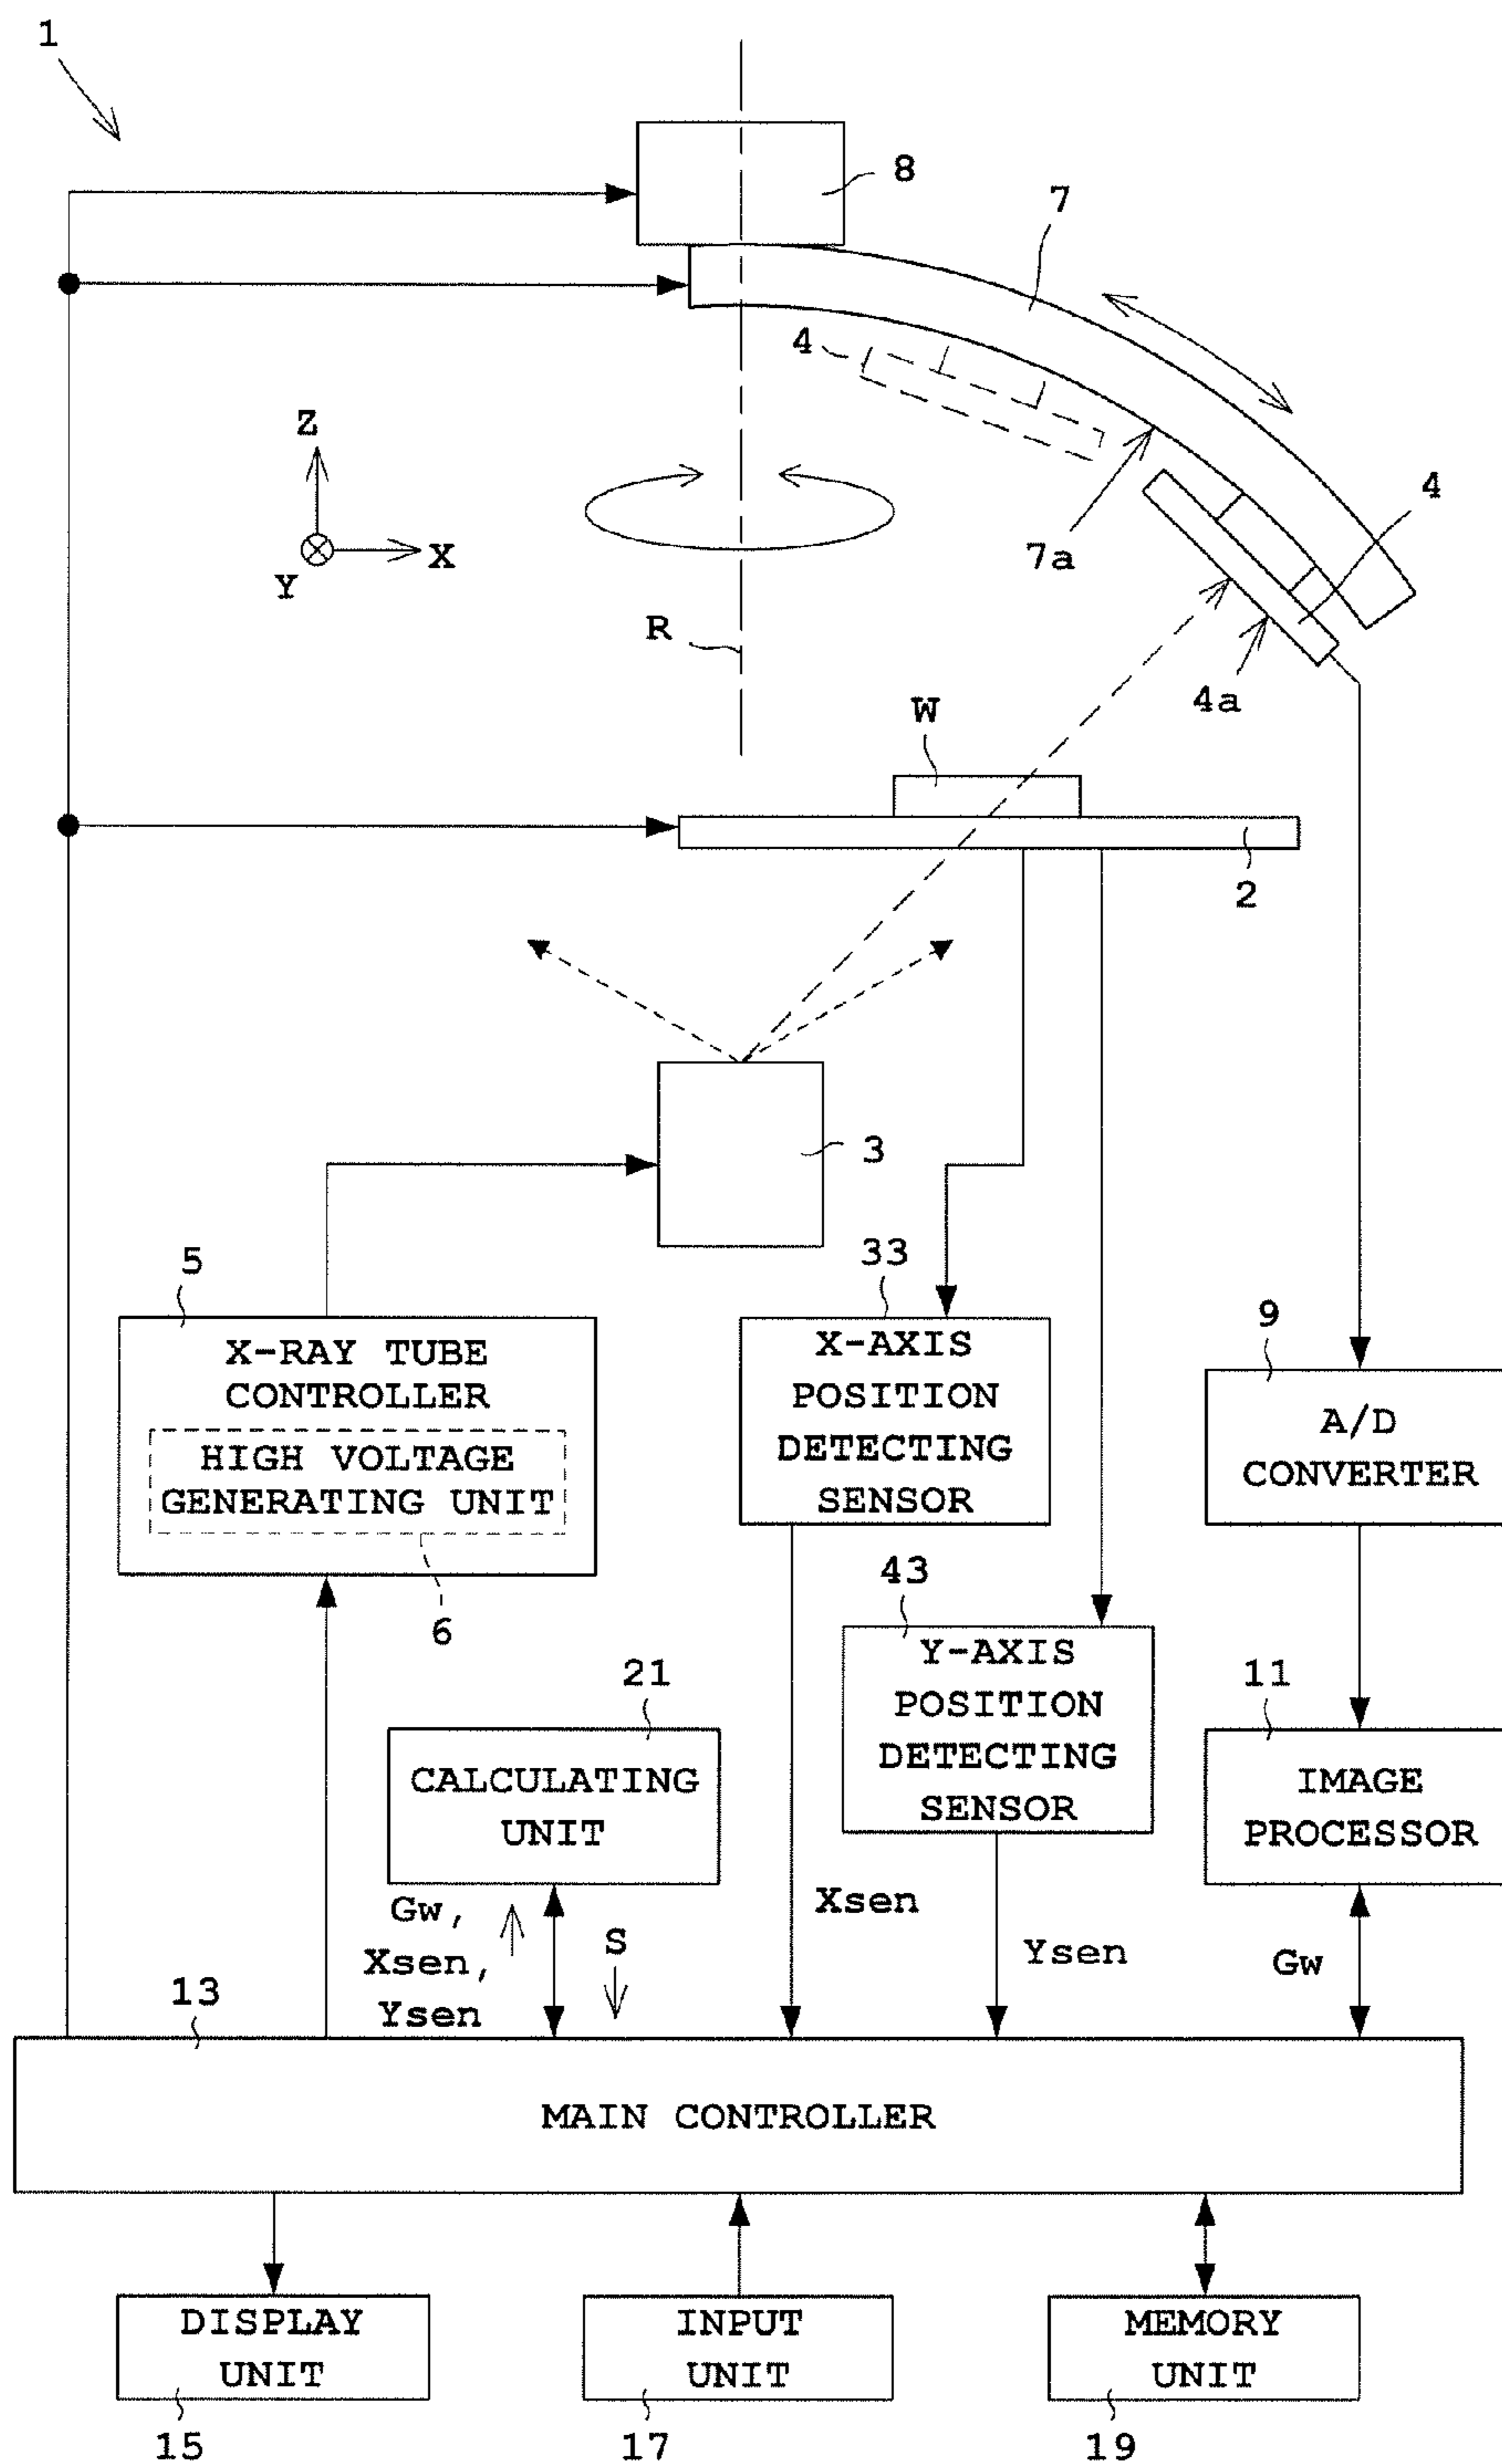 1
8
7
4
Z
4
X
7a
Y
R
4a
W
2
3
33
5
9
X-RAY TUBE
CONTROLLER
HIGH VOLTAGE
GENERATING UNIT
6
X-AXIS
POSITION
DETECTING
SENSOR
A/D
CONVERTER
43
21
Y-AXIS
POSITION
DETECTING
SENSOR
11
CALCULATING
UNIT
IMAGE
PROCESSOR
Gw,
Xsen,
Ysen
S
Xsen
Ysen
Gw
13
MAIN CONTROLLER
DISPLAY
UNIT
INPUT
UNIT
MEMORY
UNIT
15
17
19